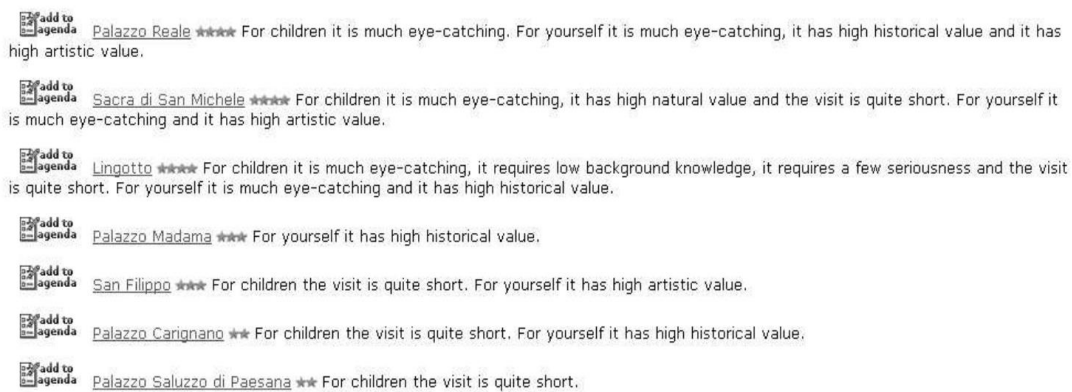 add to
agenda Palazzo Reale ★★★★ For children it is much eye-catching. For yourself it is much eye-catching, it has high historical value and it has
high artistic value.
add to
agenda Sacra di San Michele ★★★★ For children it is much eye-catching, it has high natural value and the visit is quite short. For yourself it
is much eye-catching and it has high artistic value.
add to
agenda Lingotto ★★★★ For children it is much eye-catching, it requires low background knowledge, it requires a few seriousness and the visit
is quite short. For yourself it is much eye-catching and it has high historical value.
add to
agenda Palazzo Madama ★★★ For yourself it has high historical value.
add to
agenda San Filippo ★★★ For children the visit is quite short. For yourself it has high artistic value.
add to
agenda Palazzo Carignano ★★ For children the visit is quite short. For yourself it has high historical value.
add to
agenda Palazzo Saluzzo di Paesana ★★ For children the visit is quite short.